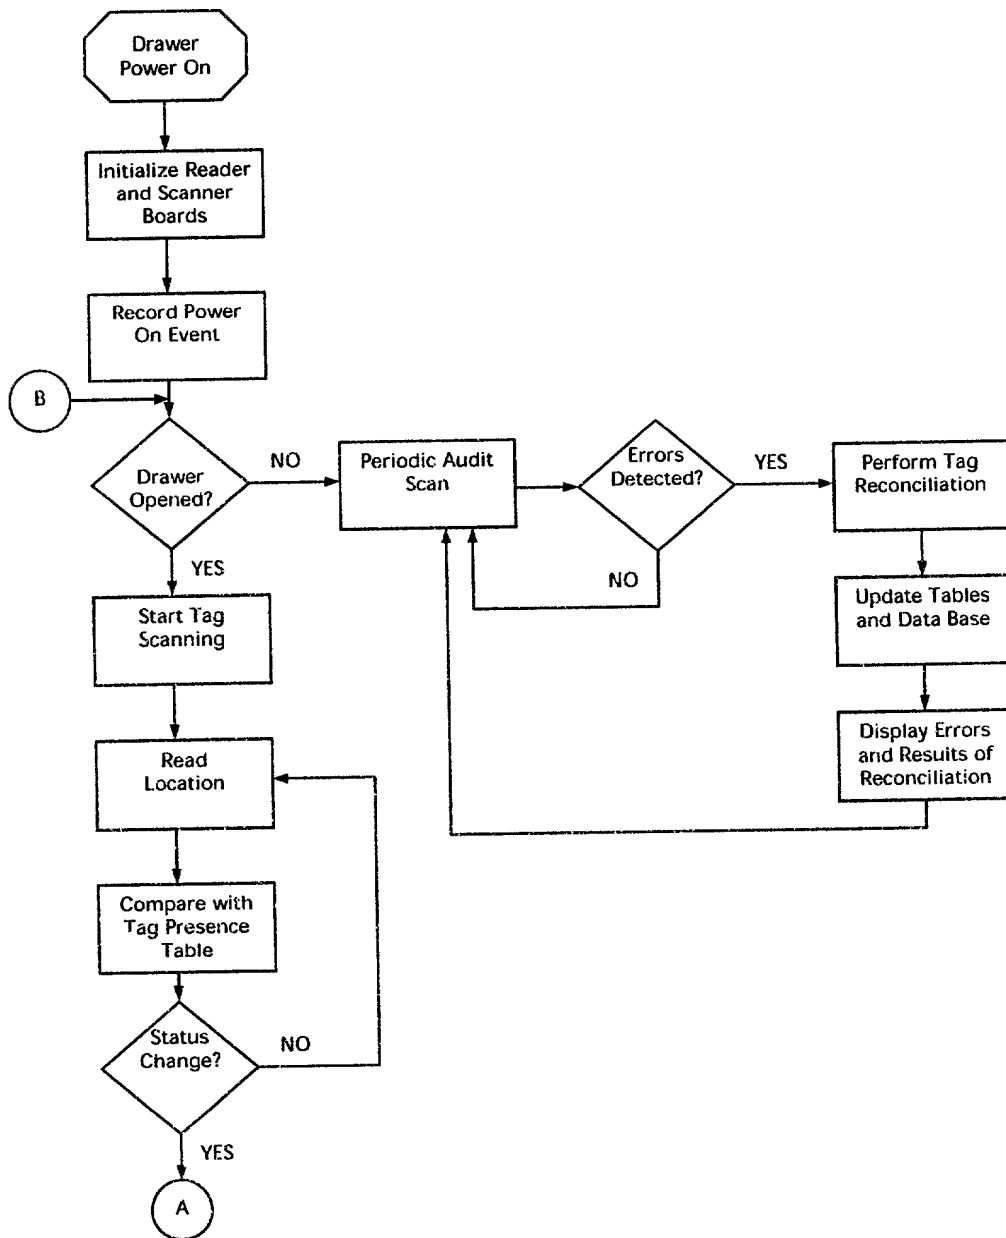 Drawer
Power On
Initialize Reader
and Scanner
Boards
Record Power
On Event
B
Drawer
Opened?
NO
Periodic Audit
Scan
Errors
Detected?
YES
Perform Tag
Reconciliation
NO
YES
Update Tables
and Data Base
Start Tag
Scanning
Display Errors
and Results of
Reconciliation
Read
Location
Compare with
Tag Presence
Table
Status
Change?
NO
YES
A